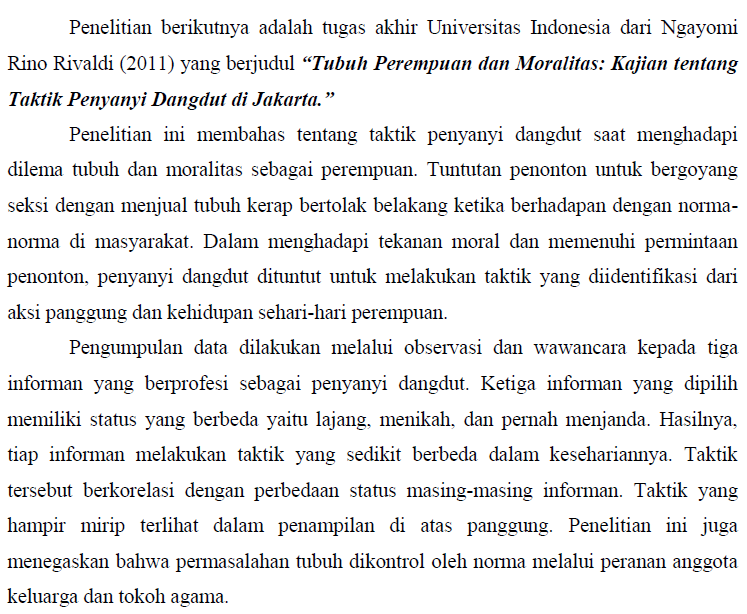 Penelitian berikutnya adalah tugas akhir Universitas Indonesia dari Ngayomi
Rino Rivaldi (2011) yang berjudul “Tubuh Perempuan dan Moralitas: Kajian tentang
Taktik Penyanyi Dangdut di Jakarta.”
Penelitian ini membahas tentang taktik penyanyi dangdut saat menghadapi
dilema tubuh dan moralitas sebagai perempuan. Tuntutan penonton untuk bergoyang
seksi dengan menjual tubuh kerap bertolak belakang ketika berhadapan dengan norma-
norma di masyarakat. Dalam menghadapi tekanan moral dan memenuhi permintaan
penonton, penyanyi dangdut dituntut untuk melakukan taktik yang diidentifikasi dari
aksi panggung dan kehidupan sehari-hari perempuan.
Pengumpulan data dilakukan melalui observasi dan wawancara kepada tiga
informan yang berprofesi sebagai penyanyi dangdut. Ketiga informan yang dipilih
memiliki status yang berbeda yaitu lajang, menikah, dan pernah menjanda. Hasilnya,
tiap informan melakukan taktik yang sedikit berbeda dalam kesehariannya. Taktik
tersebut berkorelasi dengan perbedaan status masing-masing informan. Taktik yang
hampir mirip terlihat dalam penampilan di atas panggung. Penelitian ini juga
menegaskan bahwa permasalahan tubuh dikontrol oleh norma melalui peranan anggota
keluarga dan tokoh agama.